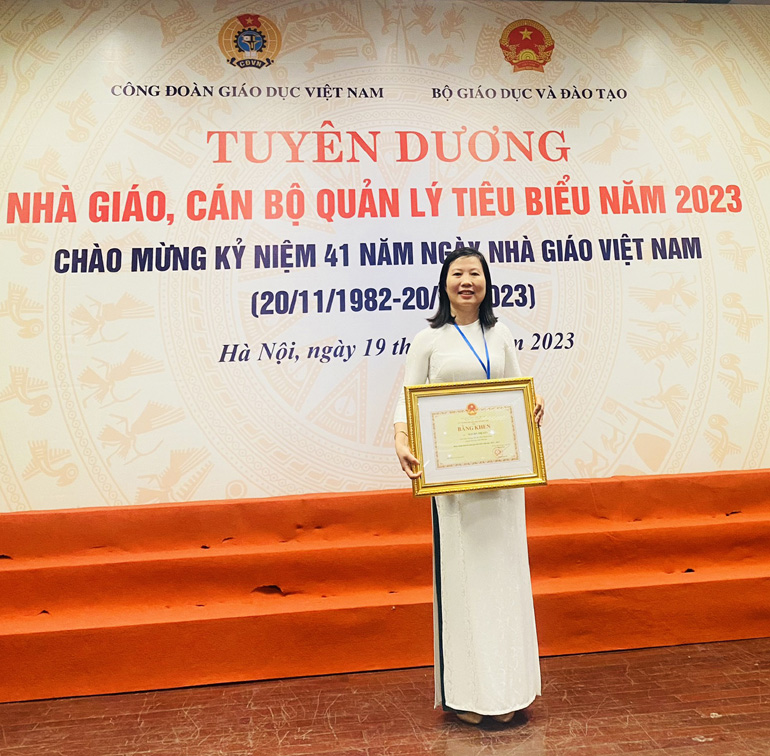 CĐVN
CÔNG ĐOÀN GIÁO DỤC VIỆT NAM
BỘ GIÁO DỤC VÀ ĐÀO TẠO
TUYÊN DƯƠNG
NHÀ GIÁO, CÁN BỘ QUẢN LÝ TIÊU BIỂU NĂM 2023
CHÀO MỪNG KỶ NIỆM 41 NĂM NGÀY NHÀ GIÁO VIỆT NAM
(20/11/1982-20/ 2023)
Hà Nội, ngày 19 th 2023
BẰNG KHEN